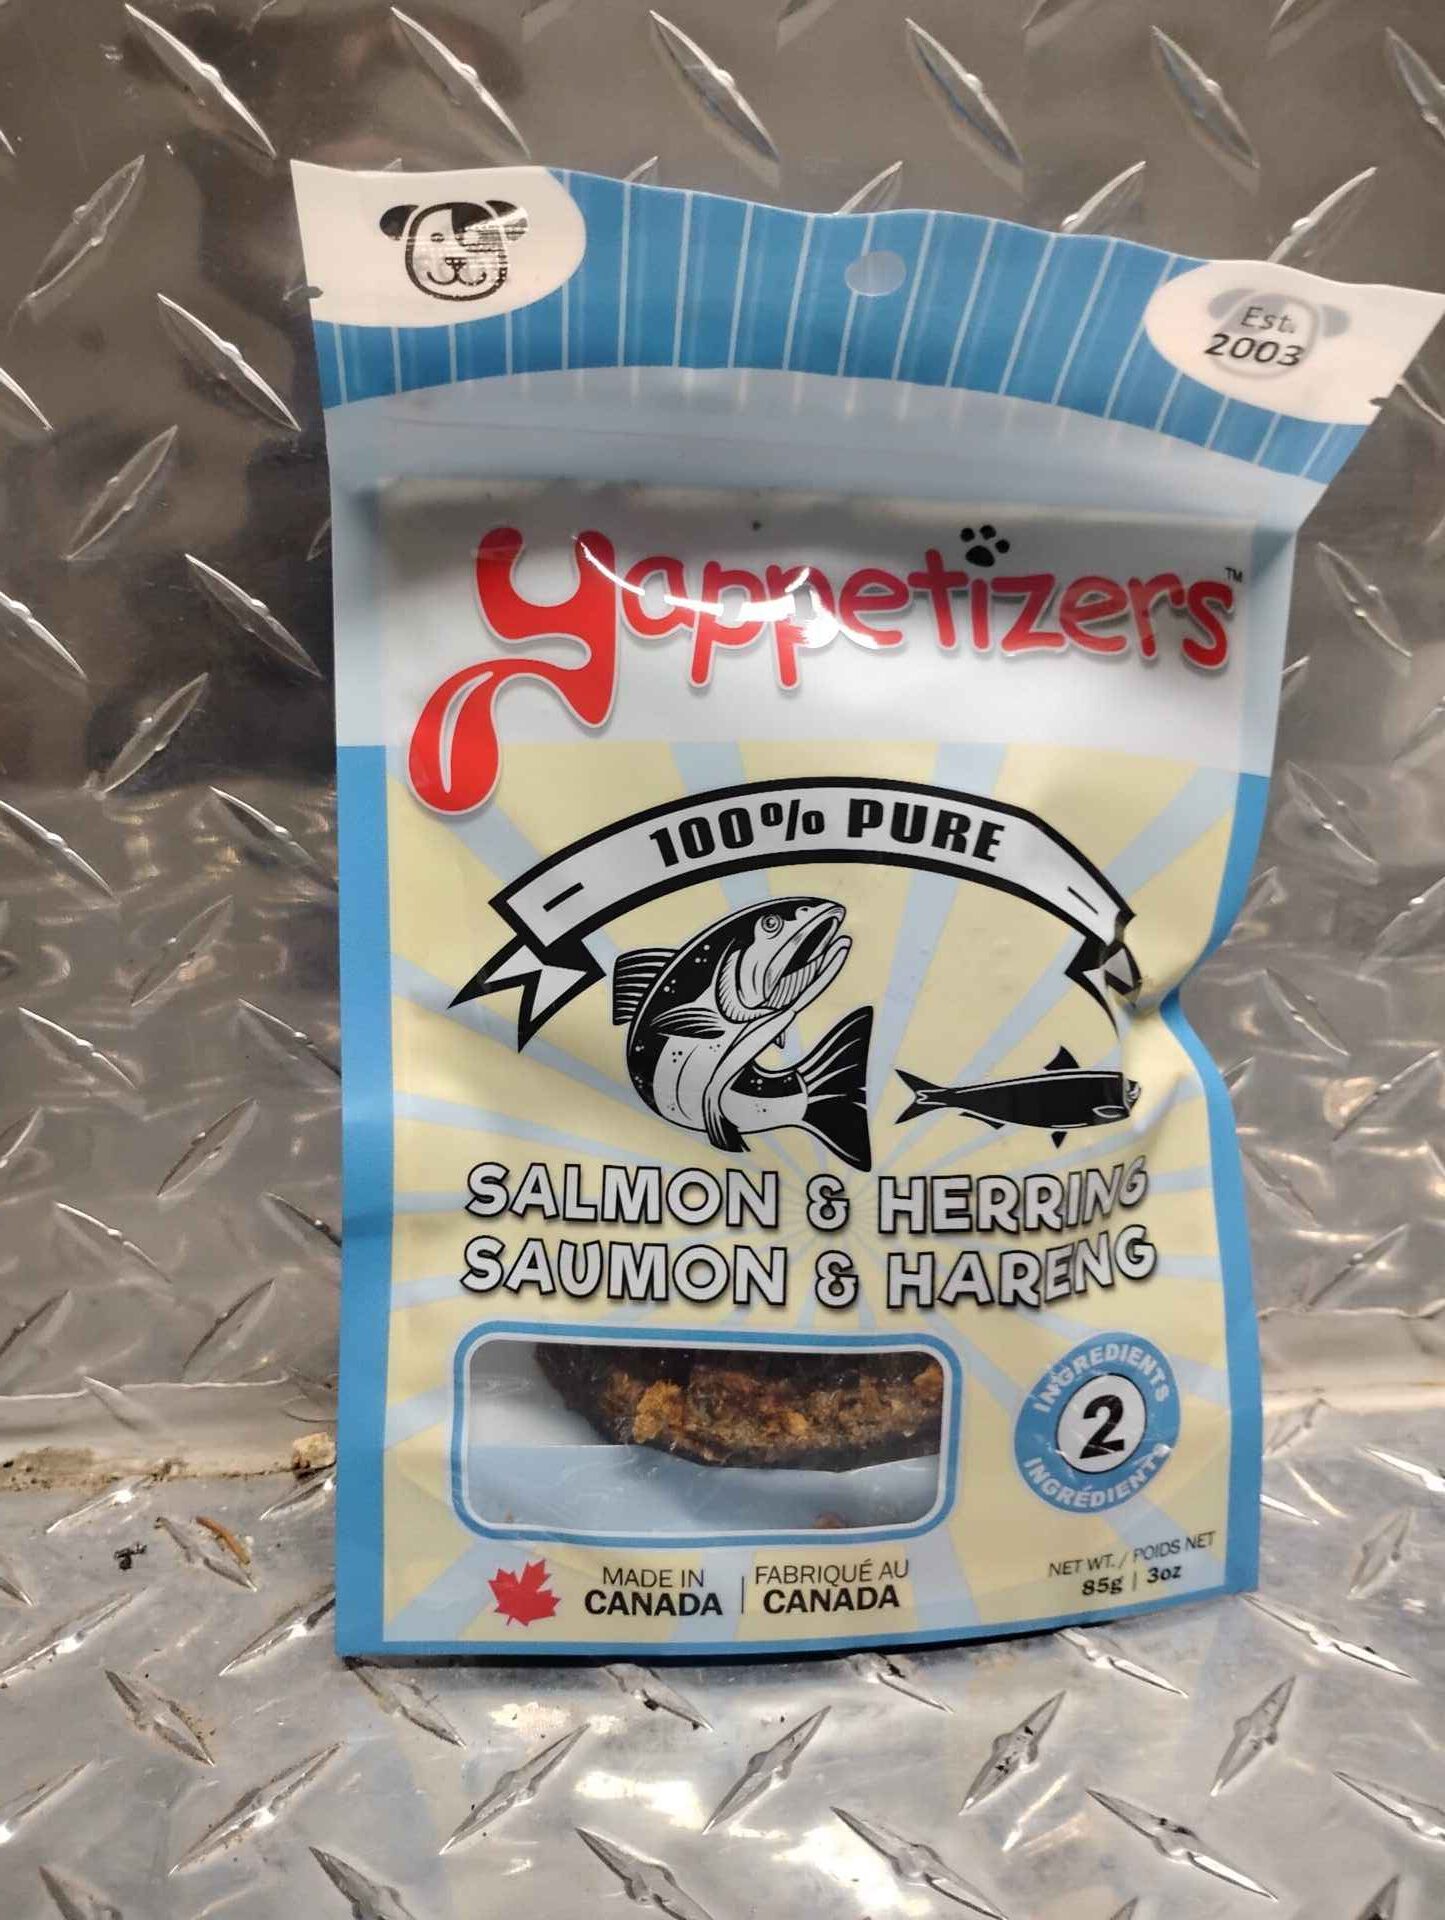 Est.
2003
yappetizers™
100% PURE
SALMON & HERRING
SAUMON & HARENG
INGREDIENTS
2
INGRÉDIENTS
MADE IN
CANADA
FABRIQUÉ AU
CANADA
NET WT. / POIDS NET
85g | 3oz